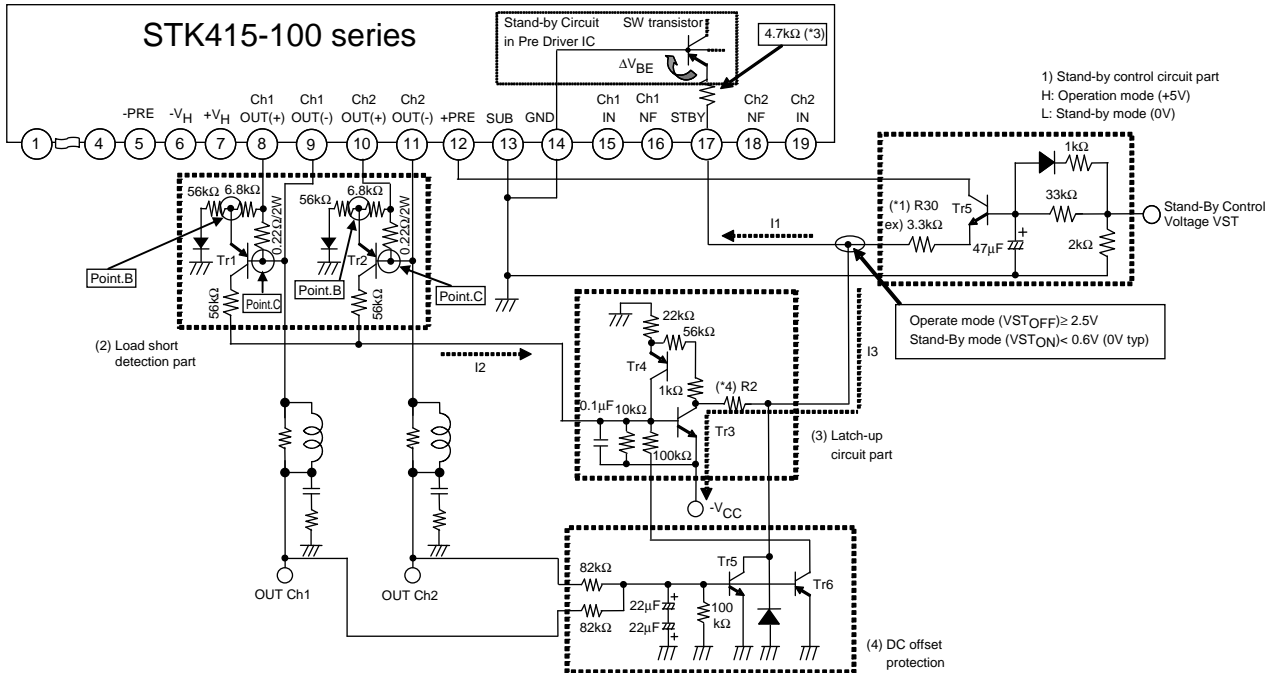 STK415-100 series
Stand-by Circuit
in Pre Driver IC
SW transistor
ΔVBE
4.7kΩ (*3)
1) Stand-by control circuit part
H: Operation mode (+5V)
L: Stand-by mode (0V)
-PRE
-VH
+VH
Ch1
OUT(+)
Ch1
OUT(-)
Ch2
OUT(+)
Ch2
OUT(-)
+PRE
SUB
GND
Ch1
IN
Ch1
NF
STBY
Ch2
NF
Ch2
IN
1
4
5
6
7
8
9
10
11
12
13
14
15
16
17
18
19
56kΩ
6.8kΩ
0.22Ω/2W
Tr1
Point.B
Point.C
56kΩ
56kΩ
6.8kΩ
0.22Ω/2W
Tr2
Point.B
Point.C
56kΩ
(2) Load short
detection part
I1
I2
I3
(*1) R30
ex) 3.3kΩ
Tr5
1kΩ
33kΩ
2kΩ
47μF
+
Stand-By Control
Voltage VST
Operate mode (VSTOFF)≥ 2.5V
Stand-By mode (VSTON)< 0.6V (0V typ)
22kΩ
56kΩ
Tr4
1kΩ
(*4) R2
0.1μF
10kΩ
Tr3
100kΩ
(3) Latch-up
circuit part
-VCC
OUT Ch1
OUT Ch2
82kΩ
82kΩ
22μF
+
22μF
+
100
kΩ
Tr5
Tr6
(4) DC offset
protection